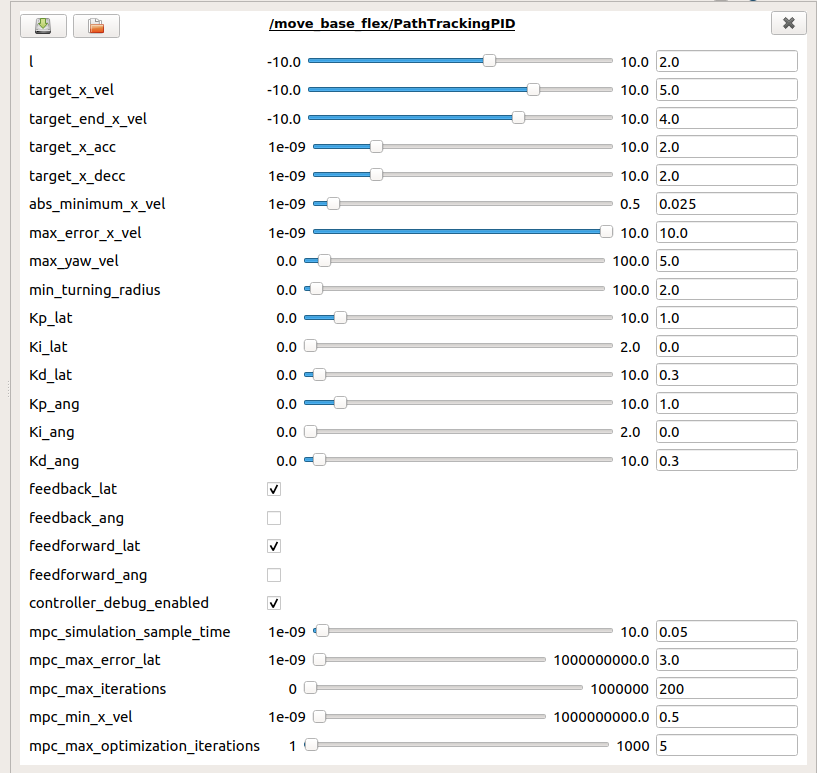 /move_base_flex/PathTrackingPID
l -10.0 10.0 2.0
target_x_vel -10.0 10.0 5.0
target_end_x_vel -10.0 10.0 4.0
target_x_acc 1e-09 10.0 2.0
target_x_decc 1e-09 10.0 2.0
abs_minimum_x_vel 1e-09 0.5 0.025
max_error_x_vel 1e-09 10.0 10.0
max_yaw_vel 0.0 100.0 5.0
min_turning_radius 0.0 100.0 2.0
Kp_lat 0.0 10.0 1.0
Ki_lat 0.0 2.0 0.0
Kd_lat 0.0 10.0 0.3
Kp_ang 0.0 10.0 1.0
Ki_ang 0.0 2.0 0.0
Kd_ang 0.0 10.0 0.3
feedback_lat
feedback_ang
feedforward_lat
feedforward_ang
controller_debug_enabled
mpc_simulation_sample_time 1e-09 10.0 0.05
mpc_max_error_lat 1e-09 1000000000.0 3.0
mpc_max_iterations 0 1000000 200
mpc_min_x_vel 1e-09 1000000000.0 0.5
mpc_max_optimization_iterations 1 1000 5